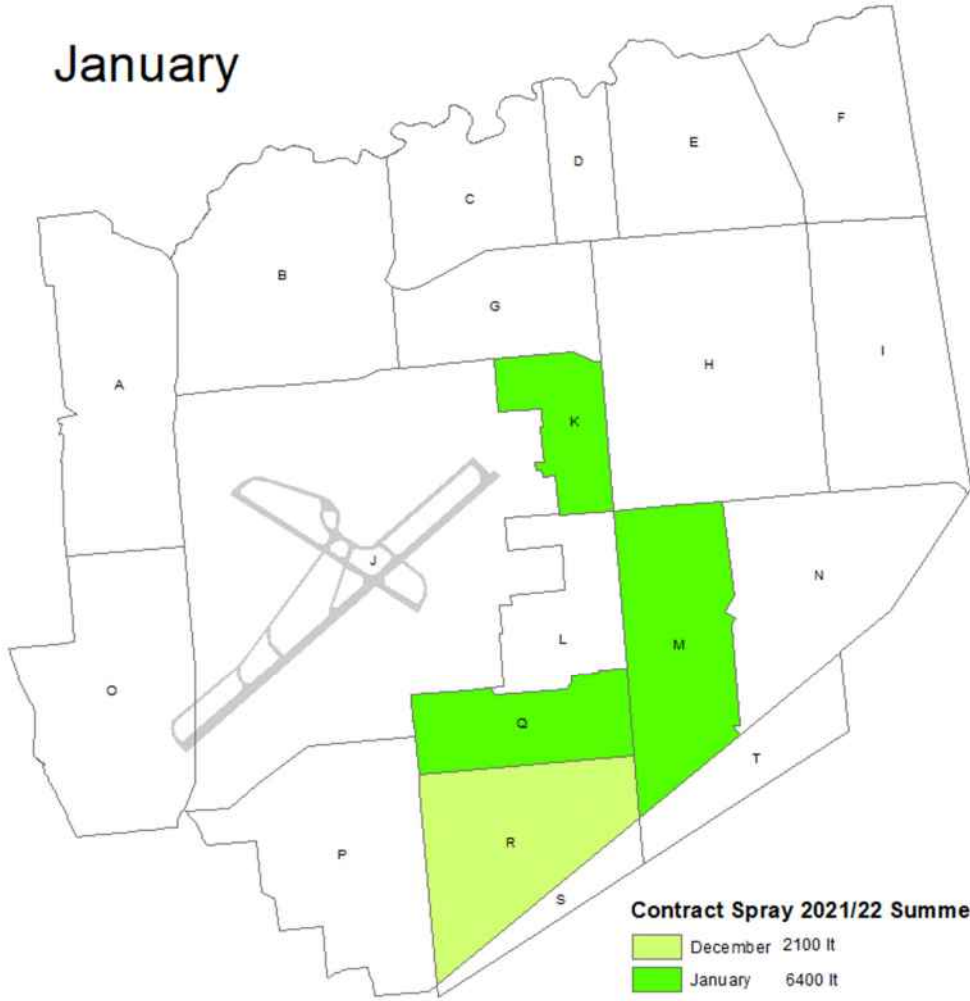 January
F
E
D
C
B
G
I
H
A
K
J
N
L
M
O
Q
T
R
P
S
Contract Spray 2021/22 Summe
December 2100 lt
January 6400 lt